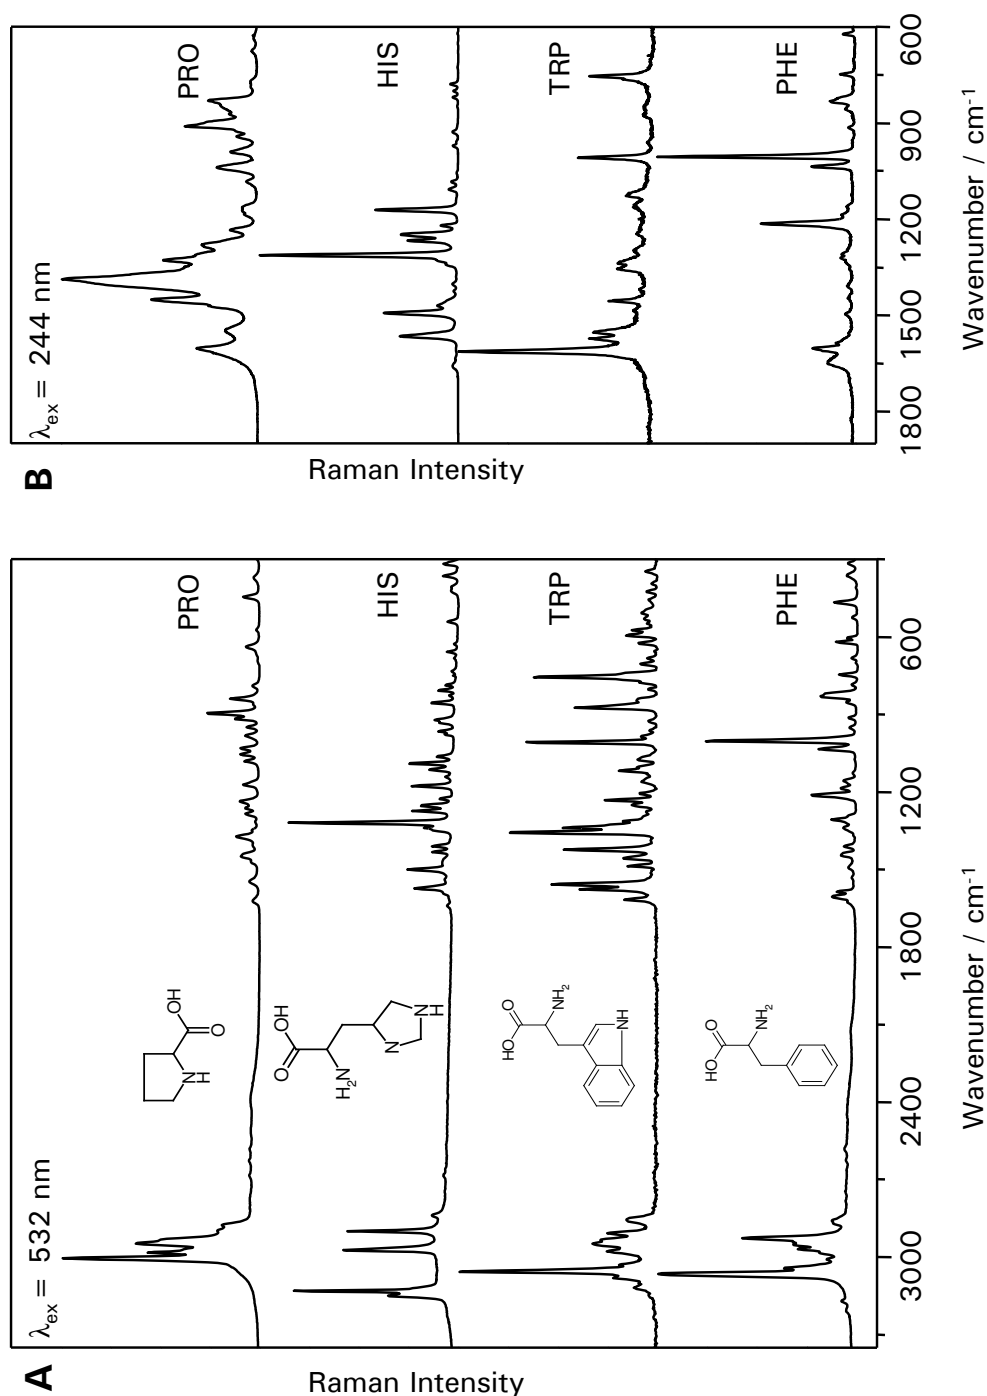 A
λex = 532 nm
PRO
HIS
TRP
PHE
OH
O
N
H
OH
O
H2N
N
N
H
O
HO
NH2
NH
O
HO
NH2
Raman Intensity
3000
2400
1800
1200
600
Wavenumber / cm-1
B
λex = 244 nm
PRO
HIS
TRP
PHE
Raman Intensity
1800
1500
1200
900
600
Wavenumber / cm-1